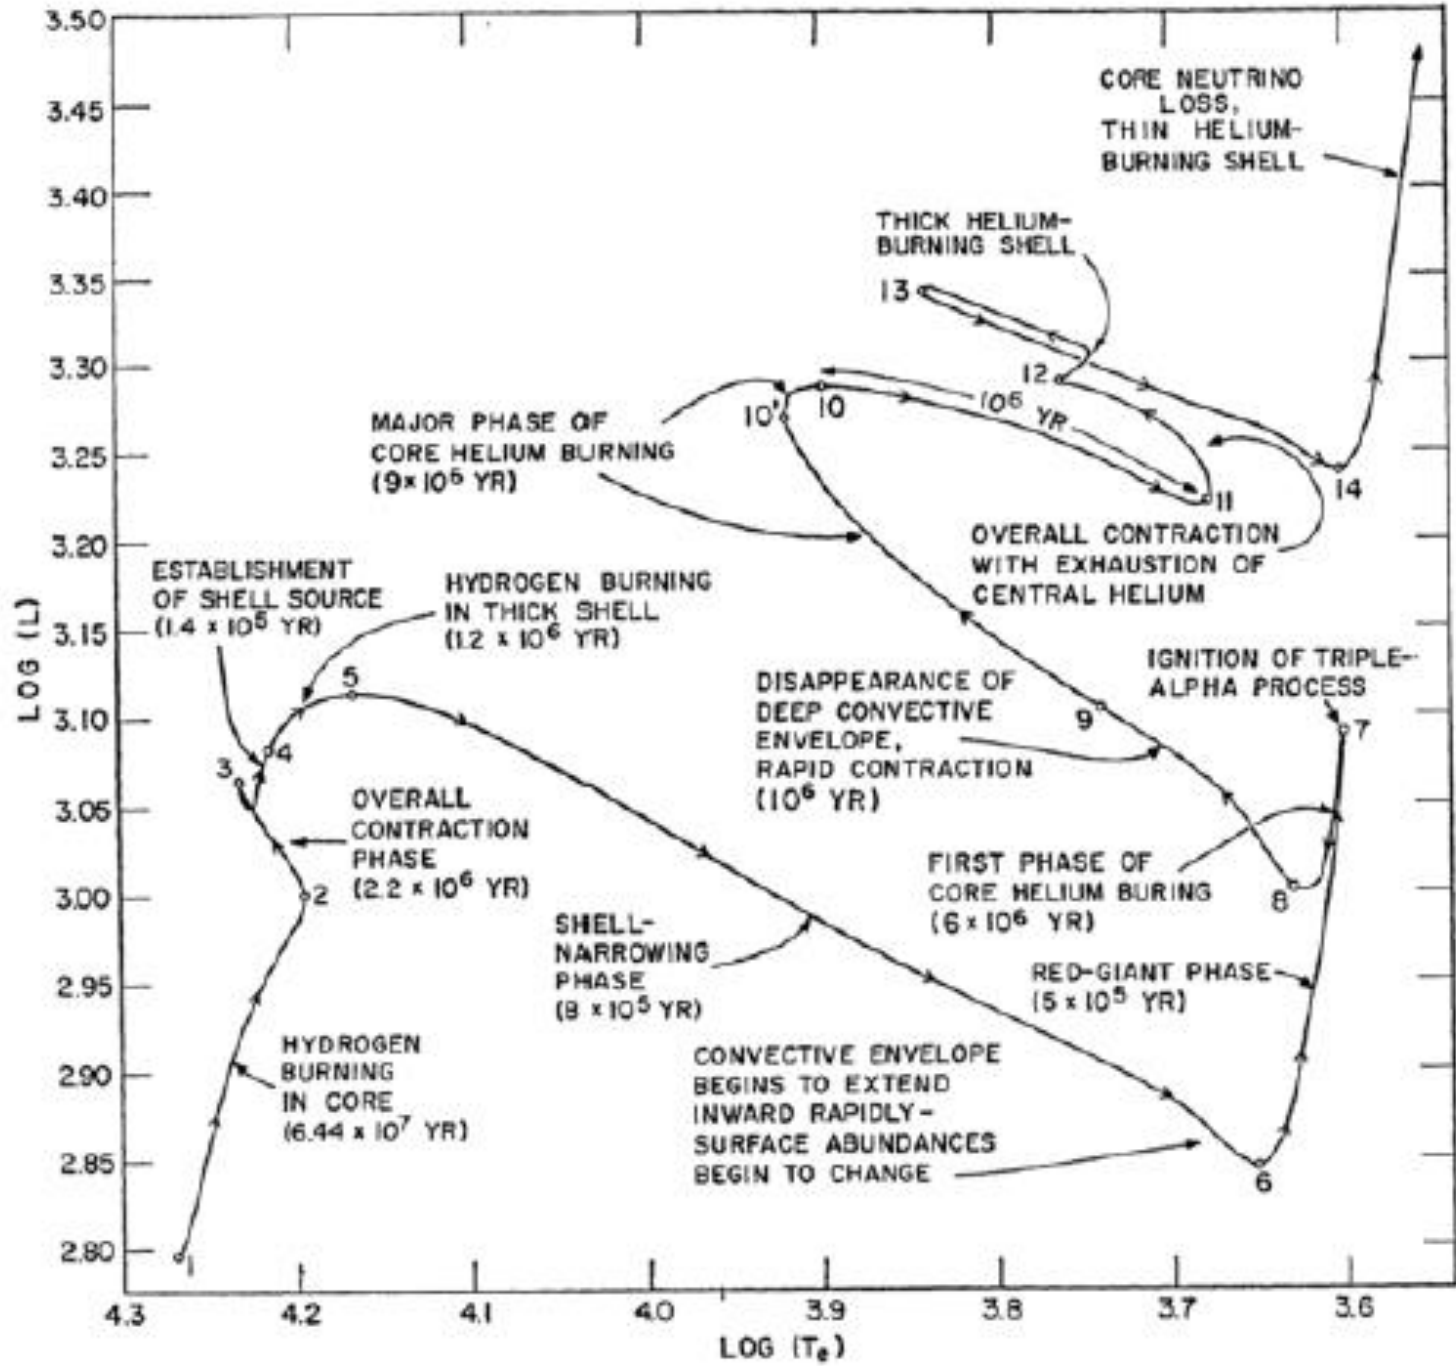 3.50
3.45
3.40
3.35
3.30
3.25
3.20
3.15
3.10
3.05
3.00
2.95
2.90
2.85
2.80
LOG (L)
4.3
4.2
4.1
4.0
3.9
3.8
3.7
3.6
LOG (Te)
CORE NEUTRINO
LOSS,
THIN HELIUM-
BURNING SHELL
THICK HELIUM-
BURNING SHELL
13
12
10'
10
10⁶ YR
11
14
MAJOR PHASE OF
CORE HELIUM BURNING
(9×10⁶ YR)
OVERALL CONTRACTION
WITH EXHAUSTION OF
CENTRAL HELIUM
ESTABLISHMENT
OF SHELL SOURCE
(1.4 x 10⁵ YR)
HYDROGEN BURNING
IN THICK SHELL
(1.2 x 10⁶ YR)
5
4
3
2
IGNITION OF TRIPLE-
ALPHA PROCESS
7
DISAPPEARANCE OF
DEEP CONVECTIVE
ENVELOPE,
RAPID CONTRACTION
(10⁶ YR)
9
OVERALL
CONTRACTION
PHASE
(2.2 x 10⁶ YR)
FIRST PHASE OF
CORE HELIUM BURING
(6 x 10⁶ YR)
8
SHELL-
NARROWING
PHASE
(8 x 10⁵ YR)
RED-GIANT PHASE
(5 x 10⁵ YR)
HYDROGEN
BURNING
IN CORE
(6.44 x 10⁷ YR)
CONVECTIVE ENVELOPE
BEGINS TO EXTEND
INWARD RAPIDLY-
SURFACE ABUNDANCES
BEGIN TO CHANGE
6